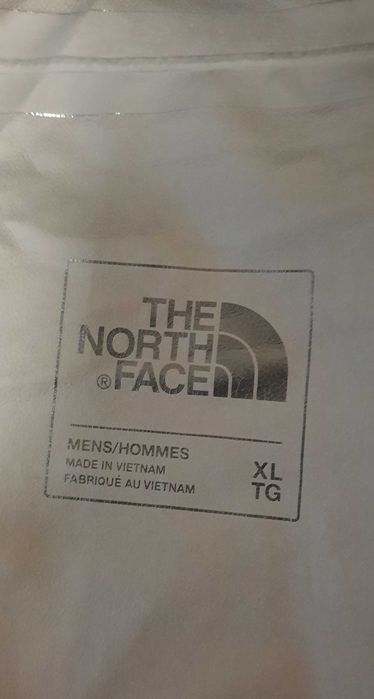 THE
NORTH
®FACE
MENS/HOMMES
MADE IN VIETNAM
FABRIQUÉ AU VIETNAM
XL
TG